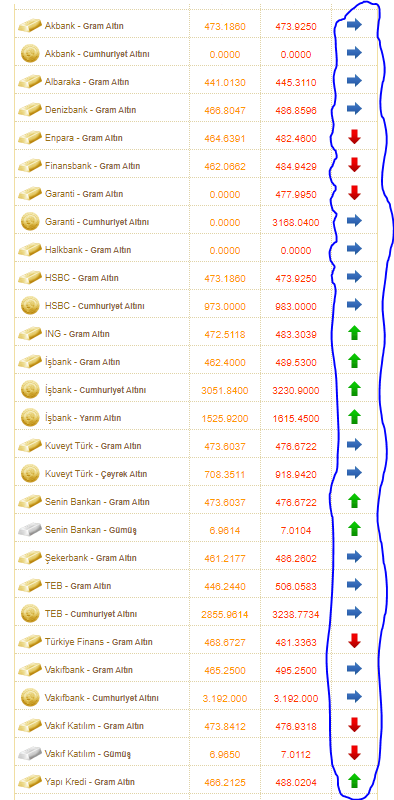 Akbank - Gram Altın 473.1860 473.9250
Akbank - Cumhuriyet Altını 0.0000 0.0000
Albaraka - Gram Altın 441.0130 445.3110
Denizbank - Gram Altın 466.8047 486.8596
Enpara - Gram Altın 464.6391 482.4600
Finansbank - Gram Altın 462.0662 484.9429
Garanti - Gram Altın 0.0000 477.9950
Garanti - Cumhuriyet Altını 0.0000 3168.0400
Halkbank - Gram Altın 0.0000 0.0000
HSBC - Gram Altın 473.1860 473.9250
HSBC - Cumhuriyet Altını 973.0000 983.0000
ING - Gram Altın 472.5118 483.3039
İşbank - Gram Altın 462.4000 489.5300
İşbank - Cumhuriyet Altını 3051.8400 3230.9000
İşbank - Yarım Altın 1525.9200 1615.4500
Kuveyt Türk - Gram Altın 473.6037 476.6722
Kuveyt Türk - Çeyrek Altın 708.3511 918.9420
Senin Bankan - Gram Altın 473.6037 476.6722
Senin Bankan - Gümüş 6.9614 7.0104
Şekerbank - Gram Altın 461.2177 486.2602
TEB - Gram Altın 446.2440 506.0583
TEB - Cumhuriyet Altını 2855.9614 3238.7734
Türkiye Finans - Gram Altın 468.6727 481.3363
Vakıfbank - Gram Altın 465.2500 495.2500
Vakıfbank - Cumhuriyet Altını 3.192.000 3.192.000
Vakıf Katılım - Gram Altın 473.8412 476.9318
Vakıf Katılım - Gümüş 6.9650 7.0112
Yapı Kredi - Gram Altın 466.2125 488.0204